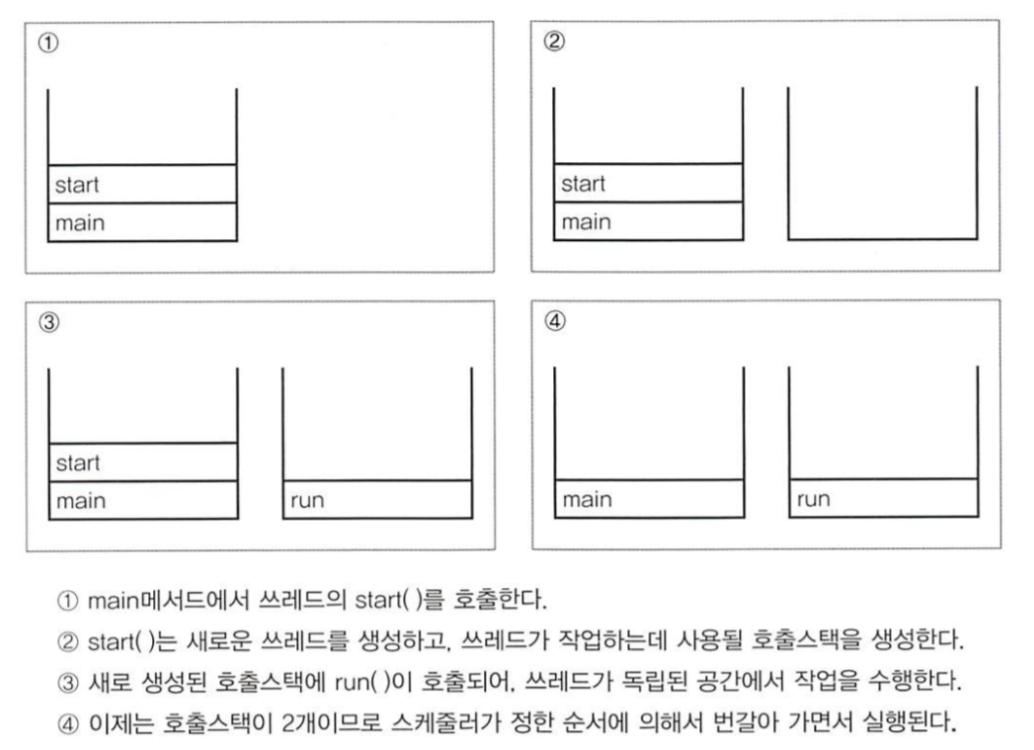 ①
②
start
main
start
main
③
④
start
main
run
main
run
① main메서드에서 쓰레드의 start( )를 호출한다.
② start( )는 새로운 쓰레드를 생성하고, 쓰레드가 작업하는데 사용될 호출스택을 생성한다.
③ 새로 생성된 호출스택에 run( )이 호출되어, 쓰레드가 독립된 공간에서 작업을 수행한다.
④ 이제는 호출스택이 2개이므로 스케줄러가 정한 순서에 의해서 번갈아 가면서 실행된다.